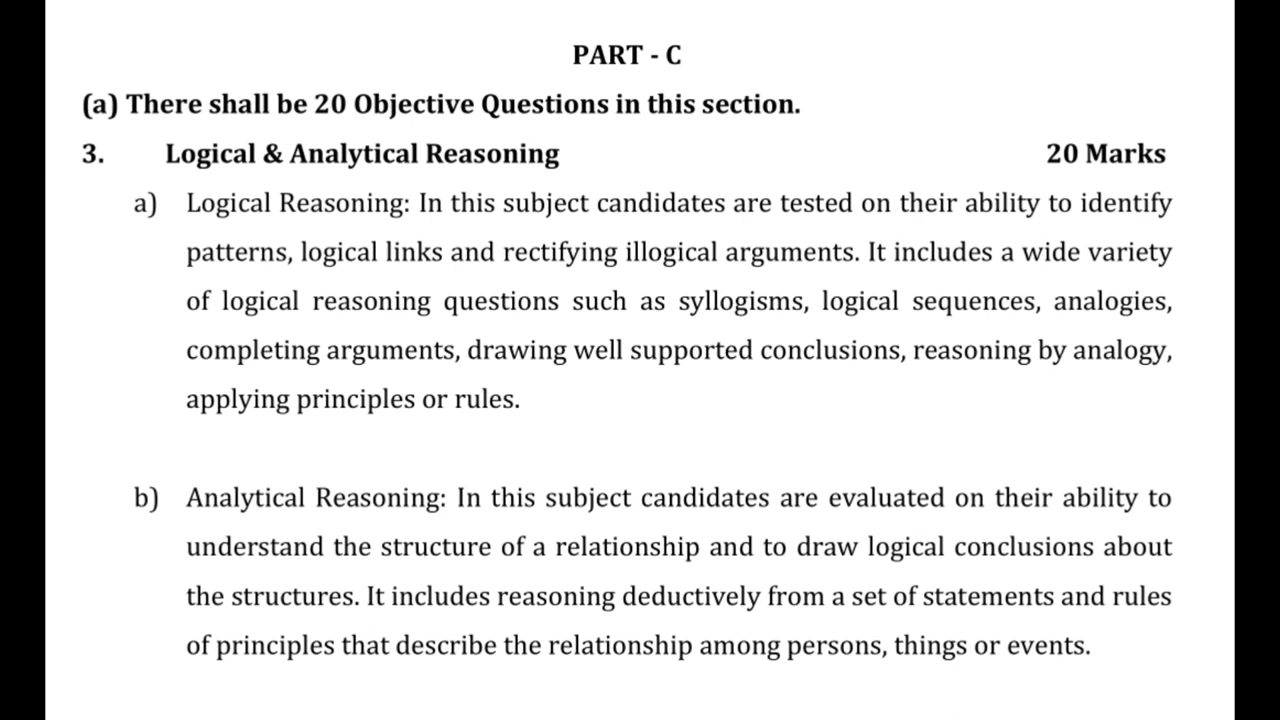 PART - C
(a) There shall be 20 Objective Questions in this section.
3. Logical & Analytical Reasoning 20 Marks
a) Logical Reasoning: In this subject candidates are tested on their ability to identify
patterns, logical links and rectifying illogical arguments. It includes a wide variety
of logical reasoning questions such as syllogisms, logical sequences, analogies,
completing arguments, drawing well supported conclusions, reasoning by analogy,
applying principles or rules.
b) Analytical Reasoning: In this subject candidates are evaluated on their ability to
understand the structure of a relationship and to draw logical conclusions about
the structures. It includes reasoning deductively from a set of statements and rules
of principles that describe the relationship among persons, things or events.